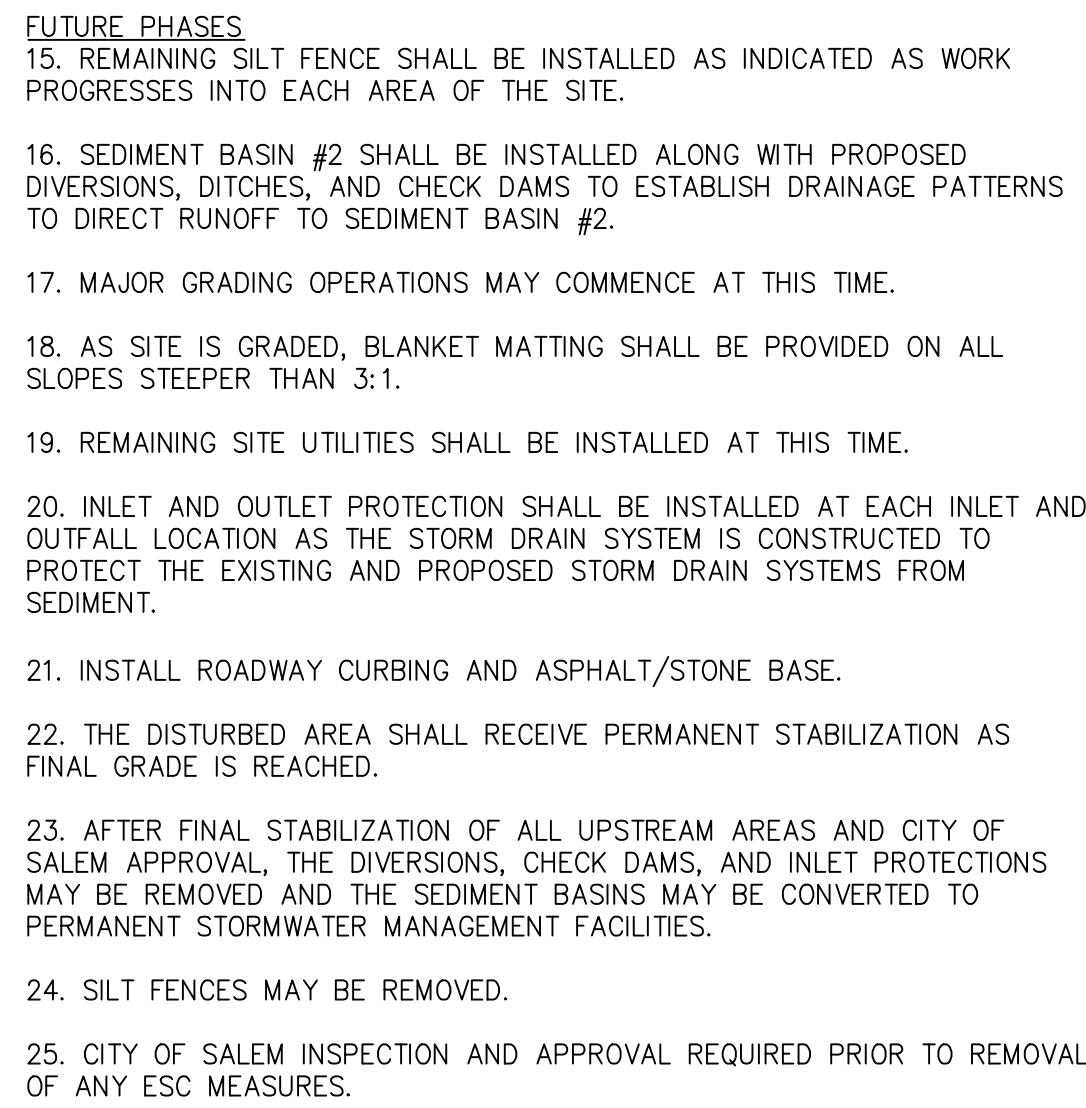 FUTURE PHASES
15. REMAINING SILT FENCE SHALL BE INSTALLED AS INDICATED AS WORK
PROGRESSES INTO EACH AREA OF THE SITE.
16. SEDIMENT BASIN #2 SHALL BE INSTALLED ALONG WITH PROPOSED
DIVERSIONS, DITCHES, AND CHECK DAMS TO ESTABLISH DRAINAGE PATTERNS
TO DIRECT RUNOFF TO SEDIMENT BASIN #2.
17. MAJOR GRADING OPERATIONS MAY COMMENCE AT THIS TIME.
18. AS SITE IS GRADED, BLANKET MATTING SHALL BE PROVIDED ON ALL
SLOPES STEEPER THAN 3:1.
19. REMAINING SITE UTILITIES SHALL BE INSTALLED AT THIS TIME.
20. INLET AND OUTLET PROTECTION SHALL BE INSTALLED AT EACH INLET AND
OUTFALL LOCATION AS THE STORM DRAIN SYSTEM IS CONSTRUCTED TO
PROTECT THE EXISTING AND PROPOSED STORM DRAIN SYSTEMS FROM
SEDIMENT.
21. INSTALL ROADWAY CURBING AND ASPHALT/STONE BASE.
22. THE DISTURBED AREA SHALL RECEIVE PERMANENT STABILIZATION AS
FINAL GRADE IS REACHED.
23. AFTER FINAL STABILIZATION OF ALL UPSTREAM AREAS AND CITY OF
SALEM APPROVAL, THE DIVERSIONS, CHECK DAMS, AND INLET PROTECTIONS
MAY BE REMOVED AND THE SEDIMENT BASINS MAY BE CONVERTED TO
PERMANENT STORMWATER MANAGEMENT FACILITIES.
24. SILT FENCES MAY BE REMOVED.
25. CITY OF SALEM INSPECTION AND APPROVAL REQUIRED PRIOR TO REMOVAL
OF ANY ESC MEASURES.